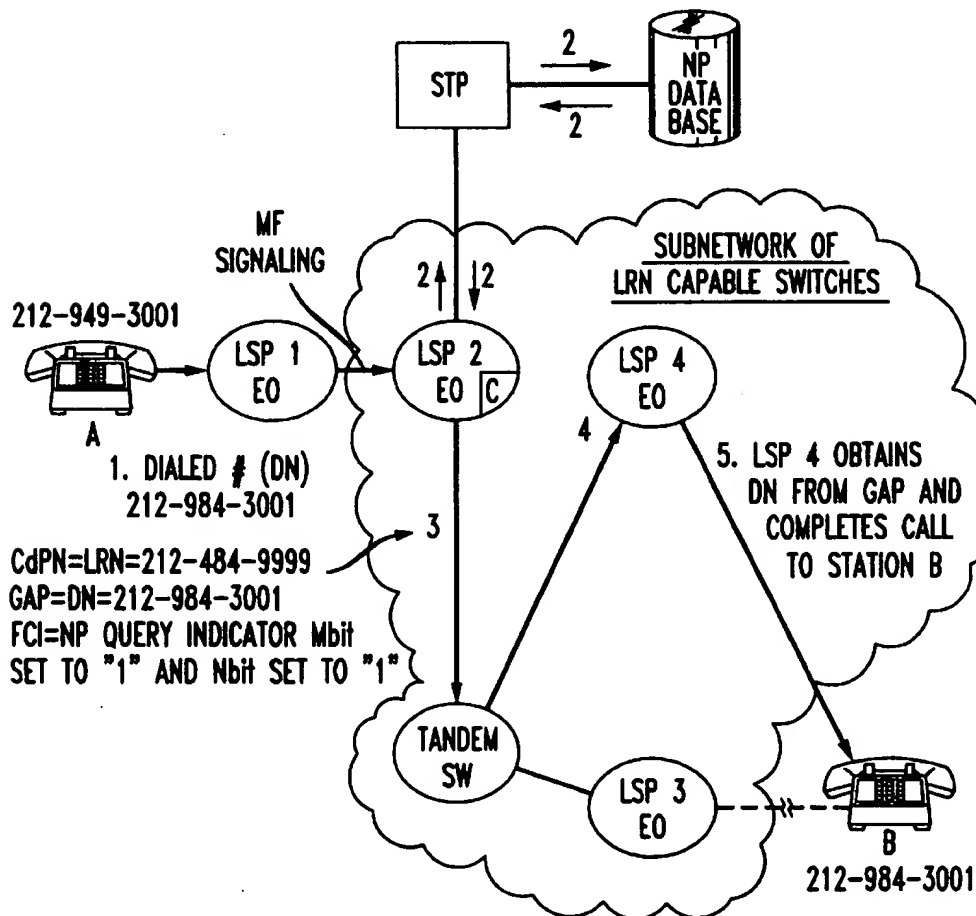 2
STP
NP
DATA
BASE
2
MF
SIGNALING
SUBNETWORK OF
LRN CAPABLE SWITCHES
2
2
212-949-3001
LSP 1
EO
LSP 2
EO
C
LSP 4
EO
A
4
1. DIALED # (DN)
212-984-3001
5. LSP 4 OBTAINS
DN FROM GAP AND
COMPLETES CALL
TO STATION B
3
CdPN=LRN=212-484-9999
GAP=DN=212-984-3001
FCI=NP QUERY INDICATOR Mbit
SET TO "1" AND Nbit SET TO "1"
TANDEM
SW
LSP 3
EO
B
212-984-3001